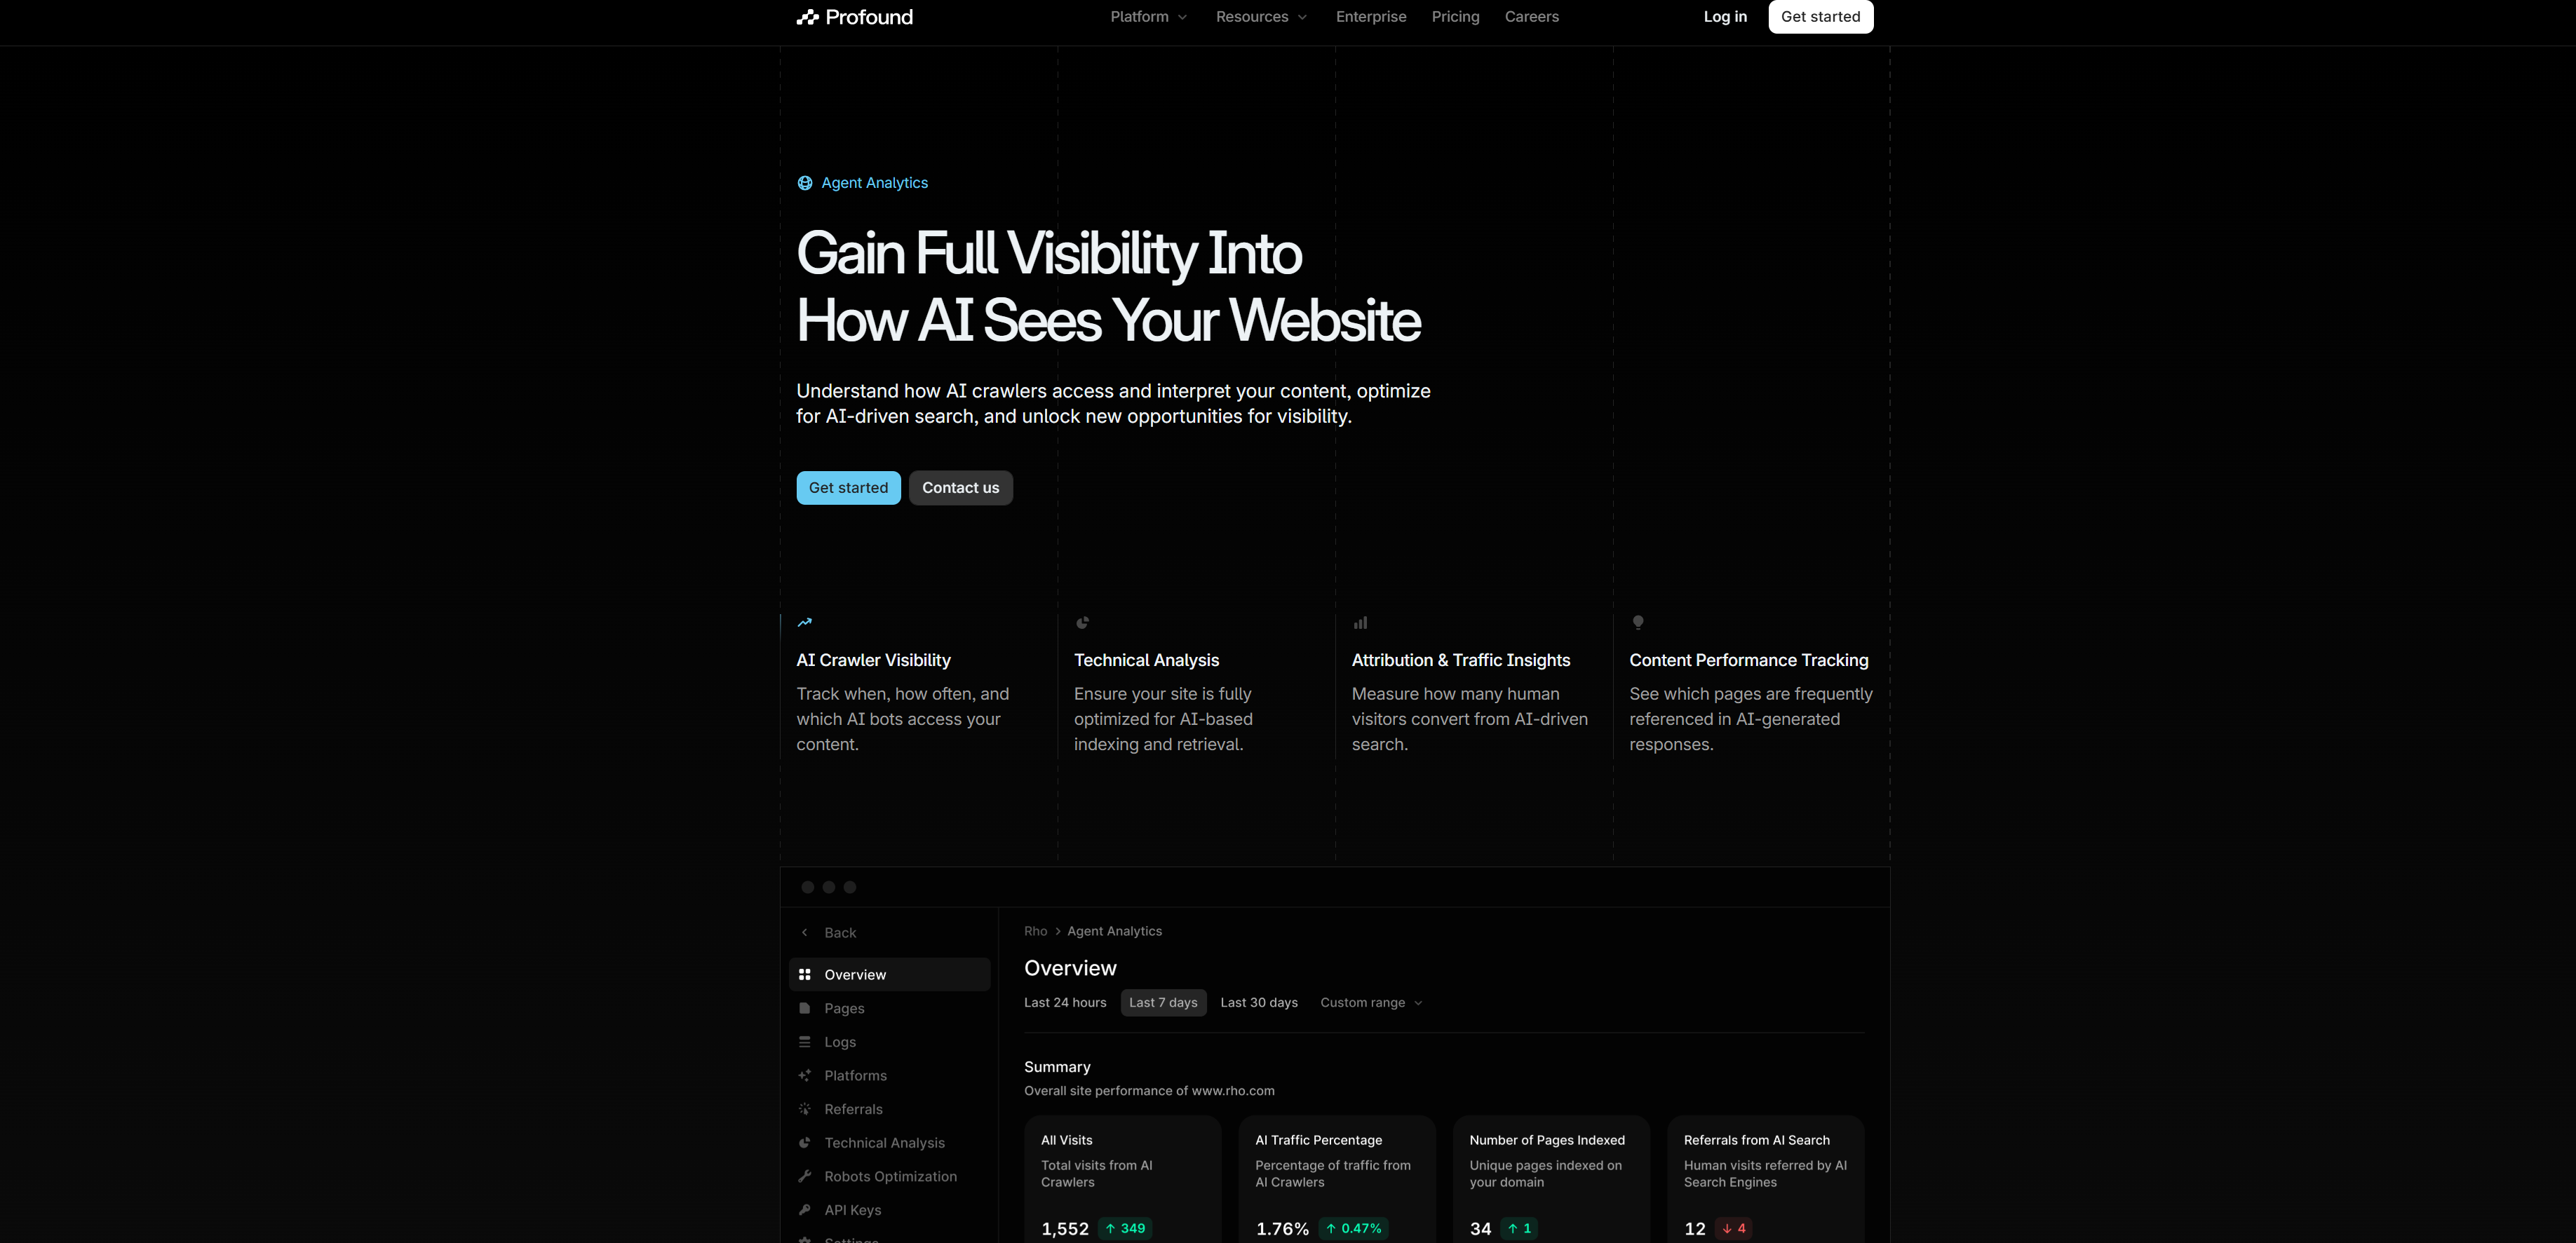 Profound
Platform
Resources
Enterprise
Pricing
Careers
Log in
Get started
Agent Analytics
Gain Full Visibility Into
How AI Sees Your Website
Understand how AI crawlers access and interpret your content, optimize
for AI-driven search, and unlock new opportunities for visibility.
Get started
Contact us
AI Crawler Visibility
Track when, how often, and
which AI bots access your
content.
Technical Analysis
Ensure your site is fully
optimized for AI-based
indexing and retrieval.
Attribution & Traffic Insights
Measure how many human
visitors convert from AI-driven
search.
Content Performance Tracking
See which pages are frequently
referenced in AI-generated
responses.
Back
Overview
Pages
Logs
Platforms
Referrals
Technical Analysis
Robots Optimization
API Keys
Settings
Rho > Agent Analytics
Overview
Last 24 hours
Last 7 days
Last 30 days
Custom range
Summary
Overall site performance of www.rho.com
All Visits
Total visits from AI
Crawlers
1,552 ↑ 349
AI Traffic Percentage
Percentage of traffic from
AI Crawlers
1.76% ↑ 0.47%
Number of Pages Indexed
Unique pages indexed on
your domain
34 ↑ 1
Referrals from AI Search
Human visits referred by AI
Search Engines
12 ↓ 4